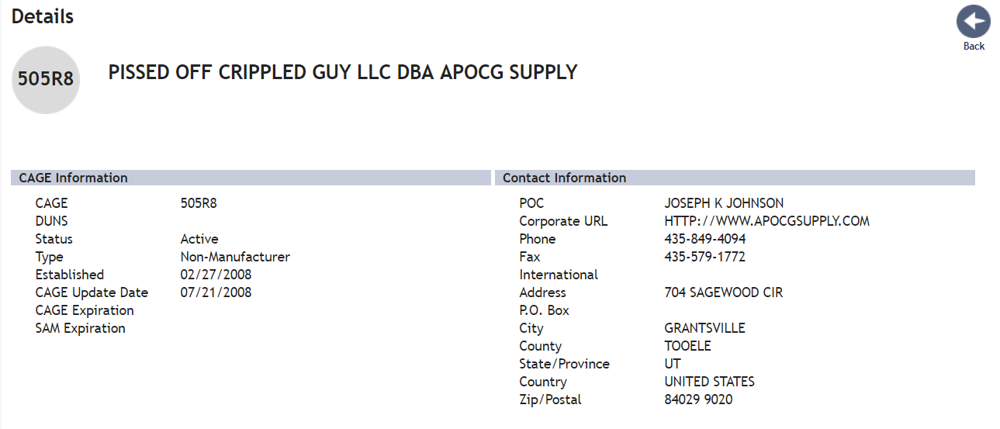 Details
Back
505R8
PISSED OFF CRIPPLED GUY LLC DBA APOCG SUPPLY
CAGE Information
CAGE 505R8
DUNS
Status Active
Type Non-Manufacturer
Established 02/27/2008
CAGE Update Date 07/21/2008
CAGE Expiration
SAM Expiration
Contact Information
POC JOSEPH K JOHNSON
Corporate URL HTTP://WWW.APOCGSUPPLY.COM
Phone 435-849-4094
Fax 435-579-1772
International
Address 704 SAGEWOOD CIR
P.O. Box
City GRANTSVILLE
County TOOELE
State/Province UT
Country UNITED STATES
Zip/Postal 84029 9020